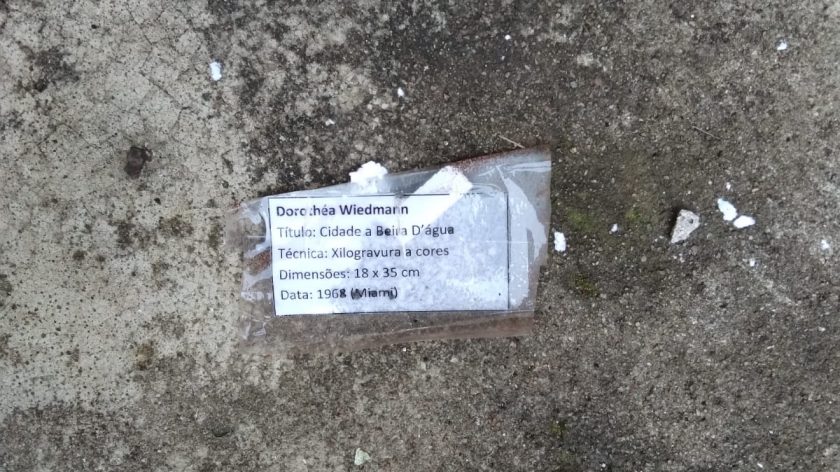 Dorothéa Wiedmann
Título: Cidade a Beira D'água
Técnica: Xilogravura a cores
Dimensões: 18 x 35 cm
Data: 1968 (Miami)